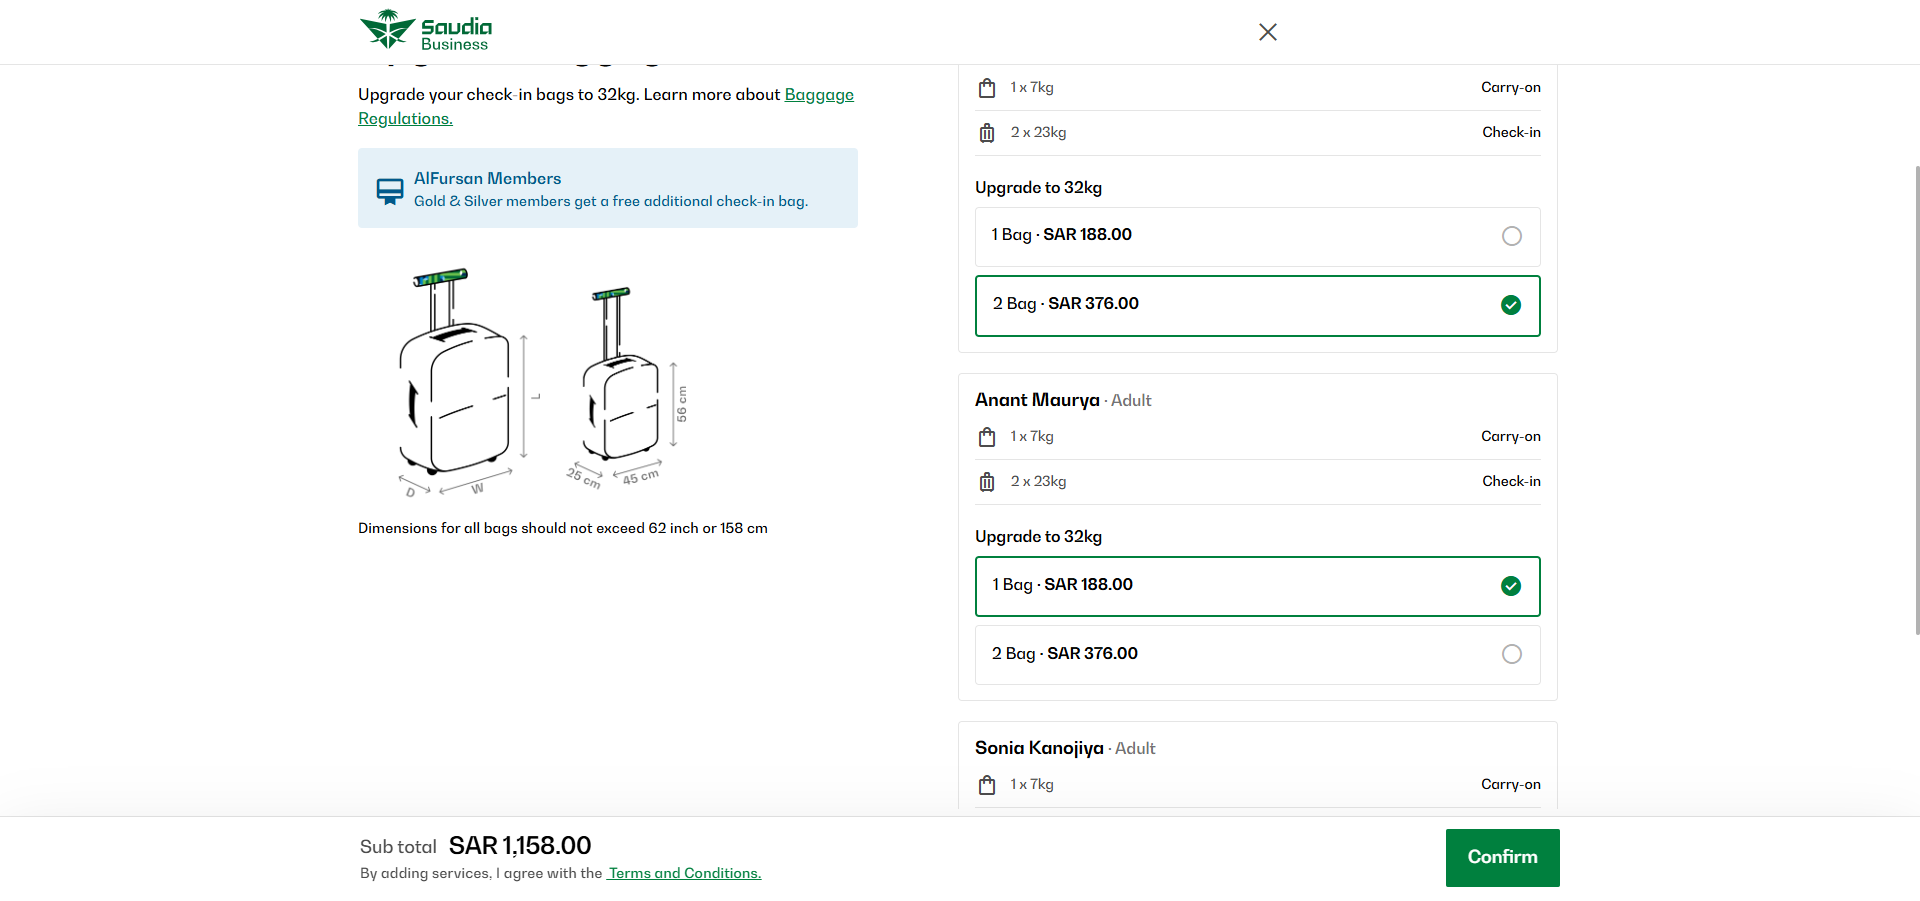 Saudia
Business
Upgrade your check-in bags to 32kg. Learn more about Baggage
Regulations.
AlFursan Members
Gold & Silver members get a free additional check-in bag.
L
D
W
56 cm
25 cm
45 cm
Dimensions for all bags should not exceed 62 inch or 158 cm
1 x 7kg Carry-on
2 x 23kg Check-in
Upgrade to 32kg
1 Bag · SAR 188.00
2 Bag · SAR 376.00
Anant Maurya · Adult
1 x 7kg Carry-on
2 x 23kg Check-in
Upgrade to 32kg
1 Bag · SAR 188.00
2 Bag · SAR 376.00
Sonia Kanojiya · Adult
1 x 7kg Carry-on
Sub total SAR 1,158.00
By adding services, I agree with the Terms and Conditions.
Confirm